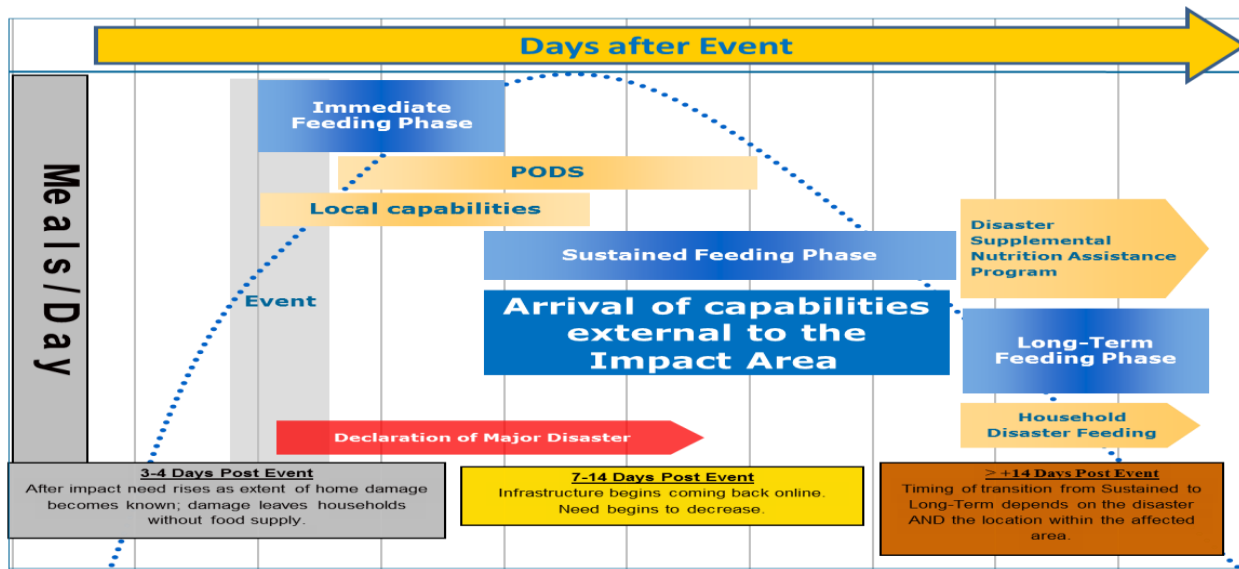 Days after Event
Meals/Day
Immediate
Feeding Phase
PODS
Local capabilities
Event
Sustained Feeding Phase
Arrival of capabilities
external to the
Impact Area
Disaster
Supplemental
Nutrition Assistance
Program
Long-Term
Feeding Phase
Household
Disaster Feeding
Declaration of Major Disaster
3-4 Days Post Event
After impact need rises as extent of home damage
becomes known; damage leaves households
without food supply.
7-14 Days Post Event
Infrastructure begins coming back online.
Need begins to decrease.
> +14 Days Post Event
Timing of transition from Sustained to
Long-Term depends on the disaster
AND the location within the affected
area.